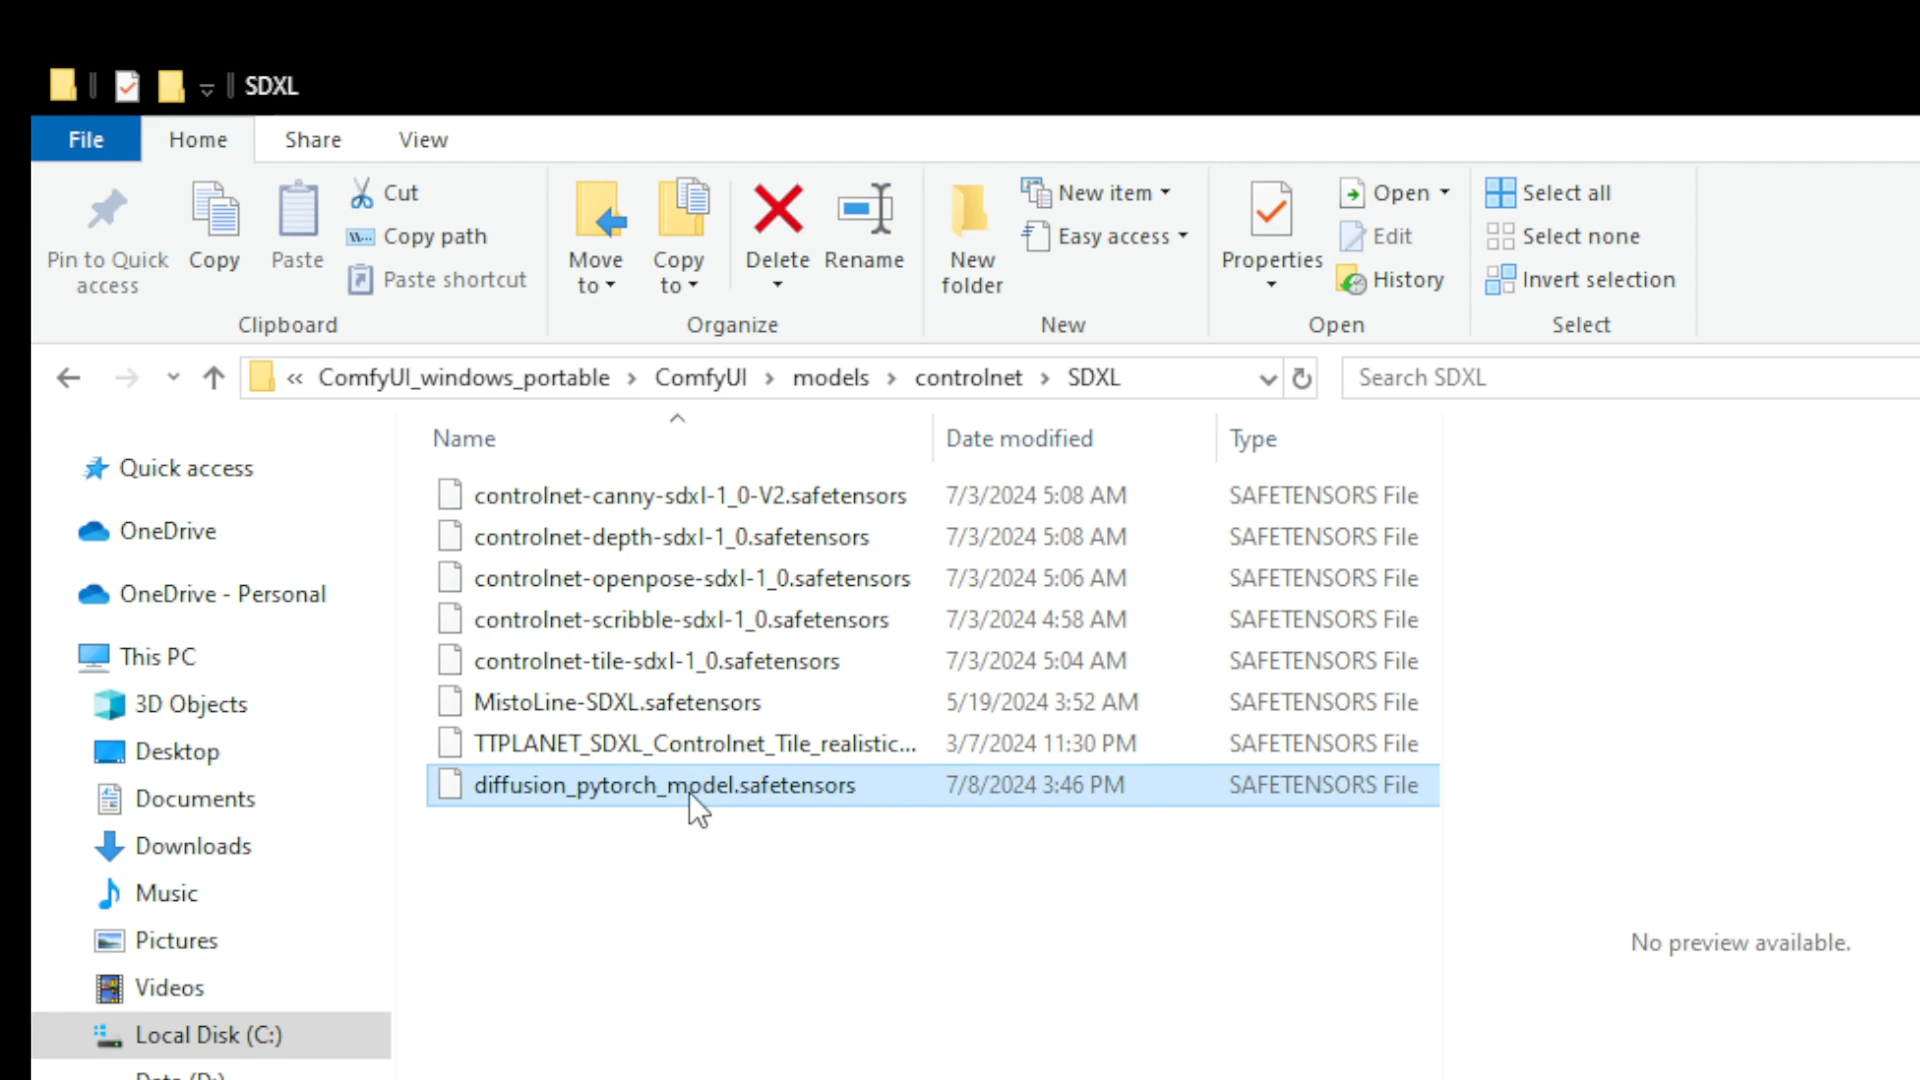 SDXL
File Home Share View
Pin to Quick access
Copy
Paste
Cut
Copy path
Paste shortcut
Clipboard
Move to
Copy to
Delete
Rename
Organize
New folder
New item
Easy access
New
Properties
Open
Edit
History
Open
Select all
Select none
Invert selection
Select
« ComfyUI_windows_portable › ComfyUI › models › controlnet › SDXL
Search SDXL
Quick access
OneDrive
OneDrive - Personal
This PC
3D Objects
Desktop
Documents
Downloads
Music
Pictures
Videos
Local Disk (C:)
Name Date modified Type
controlnet-canny-sdxl-1_0-V2.safetensors 7/3/2024 5:08 AM SAFETENSORS File
controlnet-depth-sdxl-1_0.safetensors 7/3/2024 5:08 AM SAFETENSORS File
controlnet-openpose-sdxl-1_0.safetensors 7/3/2024 5:06 AM SAFETENSORS File
controlnet-scribble-sdxl-1_0.safetensors 7/3/2024 4:58 AM SAFETENSORS File
controlnet-tile-sdxl-1_0.safetensors 7/3/2024 5:04 AM SAFETENSORS File
MistoLine-SDXL.safetensors 5/19/2024 3:52 AM SAFETENSORS File
TTPLANET_SDXL_Controlnet_Tile_realistic... 3/7/2024 11:30 PM SAFETENSORS File
diffusion_pytorch_model.safetensors 7/8/2024 3:46 PM SAFETENSORS File
No preview available.